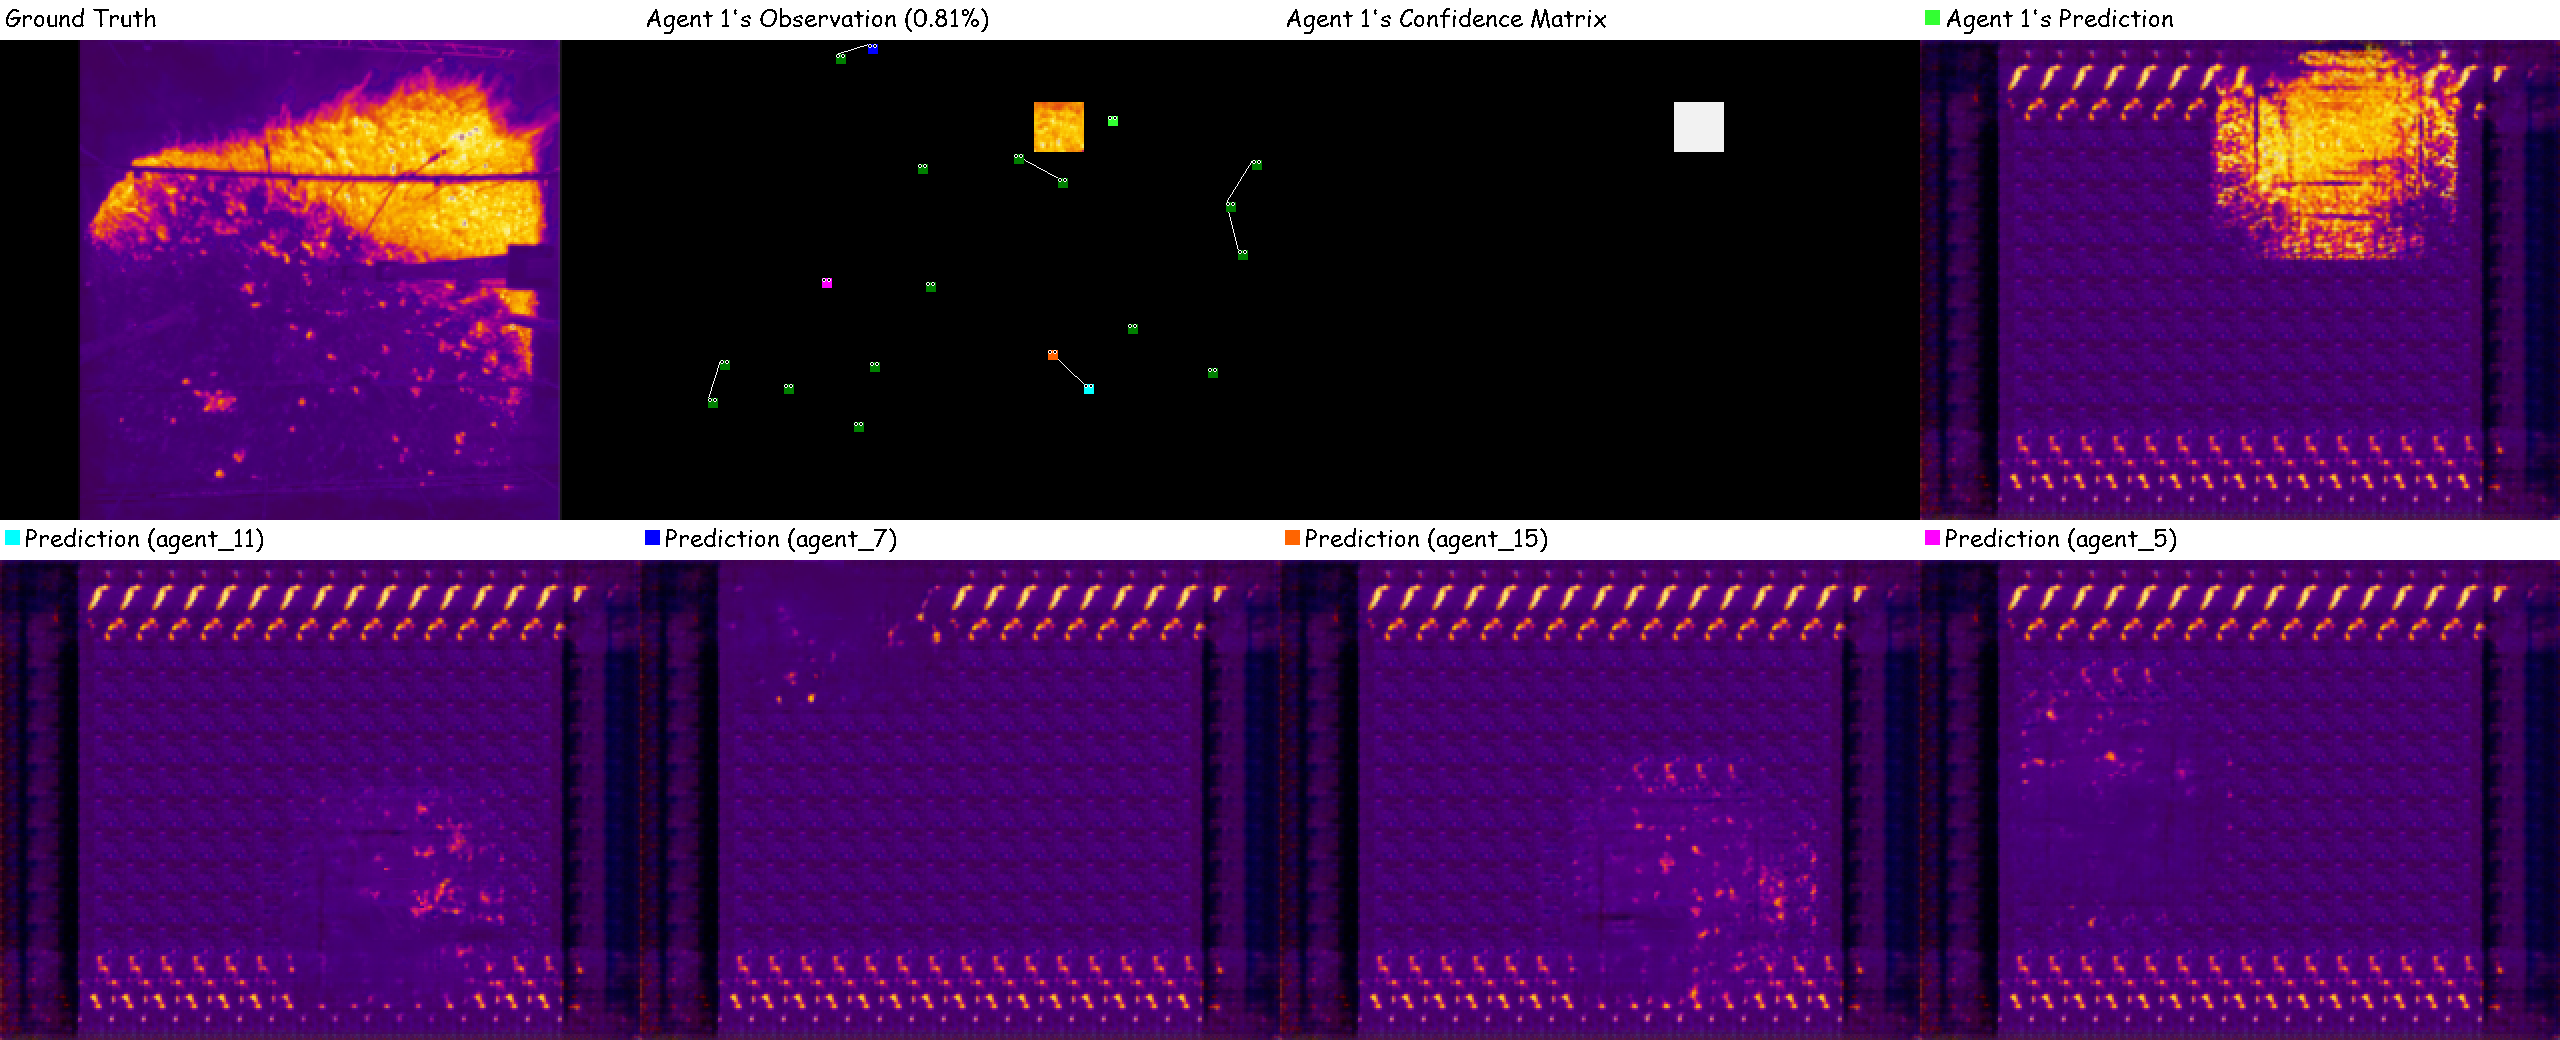 Ground Truth
Agent 1's Observation (0.81%)
Agent 1's Confidence Matrix
Agent 1's Prediction
Prediction (agent_11)
Prediction (agent_7)
Prediction (agent_15)
Prediction (agent_5)